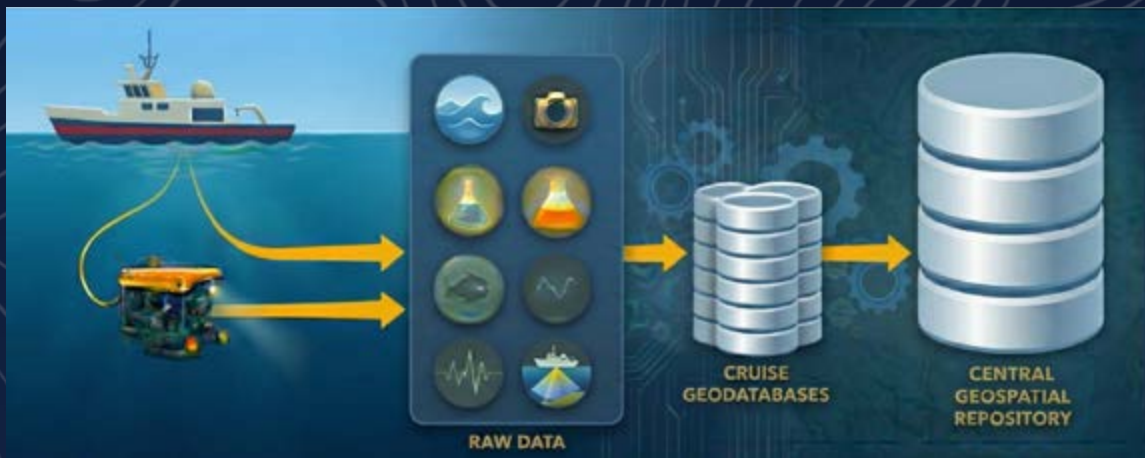 RAW DATA
CRUISE
GEODATABASES
CENTRAL
GEOSPATIAL
REPOSITORY